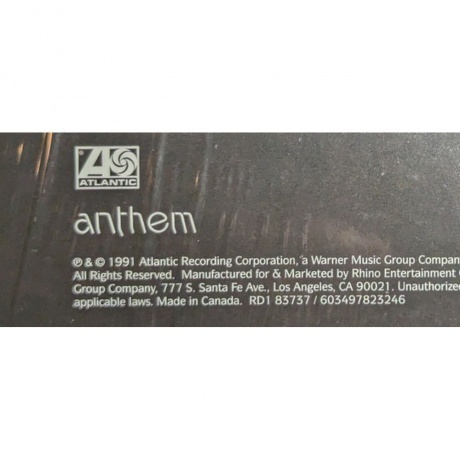 ATLANTIC
anthem
℗ & © 1991 Atlantic Recording Corporation, a Warner Music Group Compan
All Rights Reserved. Manufactured for & Marketed by Rhino Entertainment
Group Company, 777 S. Santa Fe Ave., Los Angeles, CA 90021. Unauthorized
applicable laws. Made in Canada. RD1 83737 / 603497823246